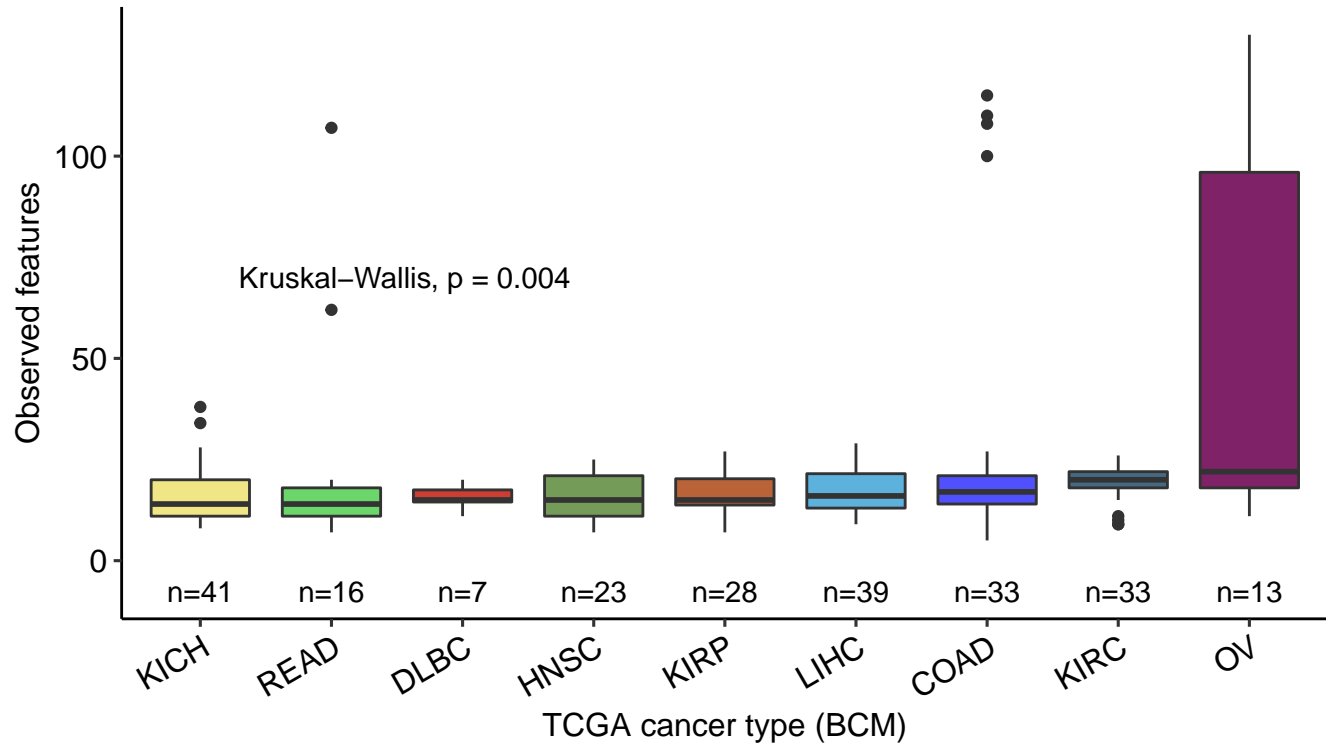 Observed features
100
50
0
Kruskal−Wallis, p = 0.004
n=41 n=16 n=7 n=23 n=28 n=39 n=33 n=33 n=13
KICH READ DLBC HNSC KIRP LIHC COAD KIRC OV
TCGA cancer type (BCM)